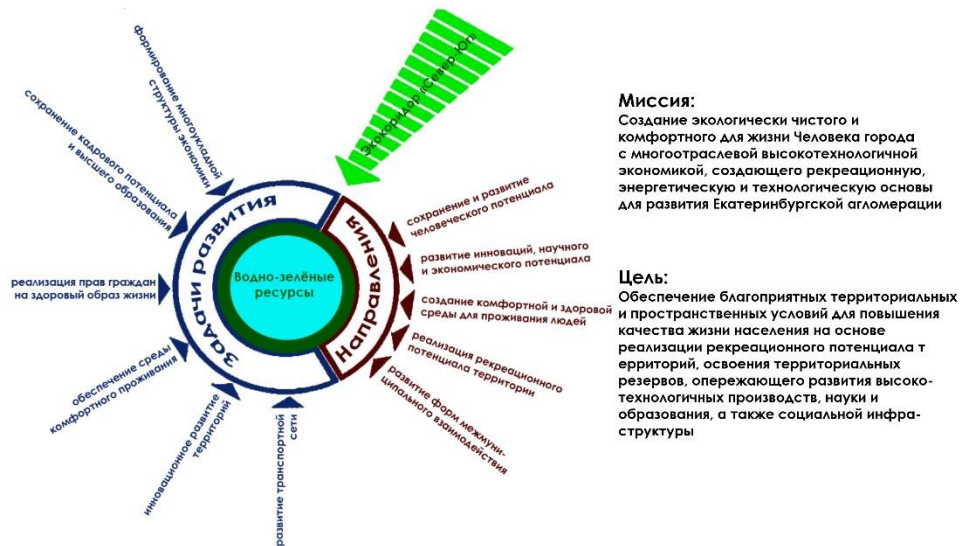 Экокоридор «Север-Юг»
формирование многоукладной
структуры экономики
сохранение кадрового потенциала
и высшего образования
реализация прав граждан
на здоровый образ жизни
обеспечение среды
комфортного проживания
инновационное развитие
территорий
развитие транспортной
сети
Задачи развития
Водно-зелёные
ресурсы
Направления
сохранение и развитие
человеческого потенциала
развитие инноваций, научного
и экономического потенциала
создание комфортной и здоровой
среды для проживания людей
реализация рекреационного
потенциала территории
развитие форм межмуни-
ципального взаимодействия
Миссия:
Создание экологически чистого и
комфортного для жизни Человека города
с многоотраслевой высокотехнологичной
экономикой, создающего рекреационную,
энергетическую и технологическую основы
для развития Екатеринбургской агломерации
Цель:
Обеспечение благоприятных территориальных
и пространственных условий для повышения
качества жизни населения на основе
реализации рекреационного потенциала т
ерриторий, освоения территориальных
резервов, опережающего развития высоко-
технологичных производств, науки и
образования, а также социальной инфра-
структуры